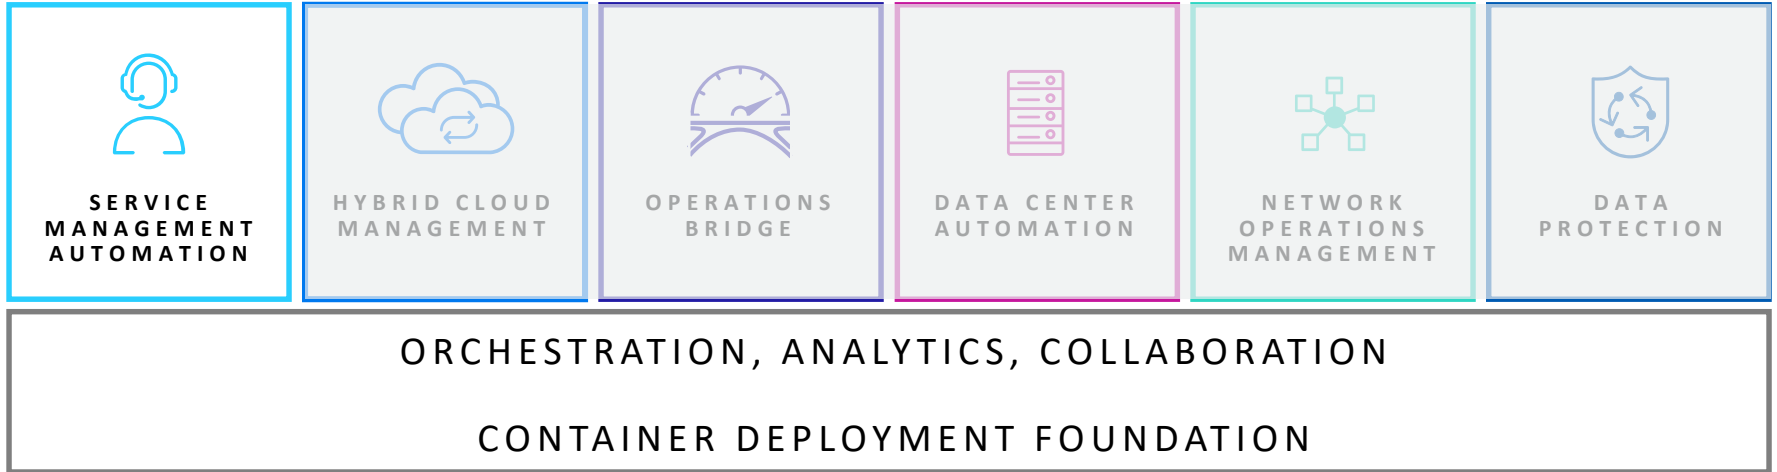 SERVICE
MANAGEMENT
AUTOMATION
HYBRID CLOUD
MANAGEMENT
OPERATIONS
BRIDGE
DATA CENTER
AUTOMATION
NETWORK
OPERATIONS
MANAGEMENT
DATA
PROTECTION
ORCHESTRATION, ANALYTICS, COLLABORATION
CONTAINER DEPLOYMENT FOUNDATION